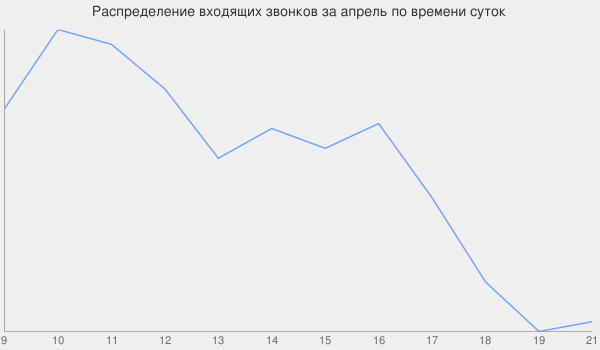 Распределение входящих звонков за апрель по времени суток
9 10 11 12 13 14 15 16 17 18 19 21